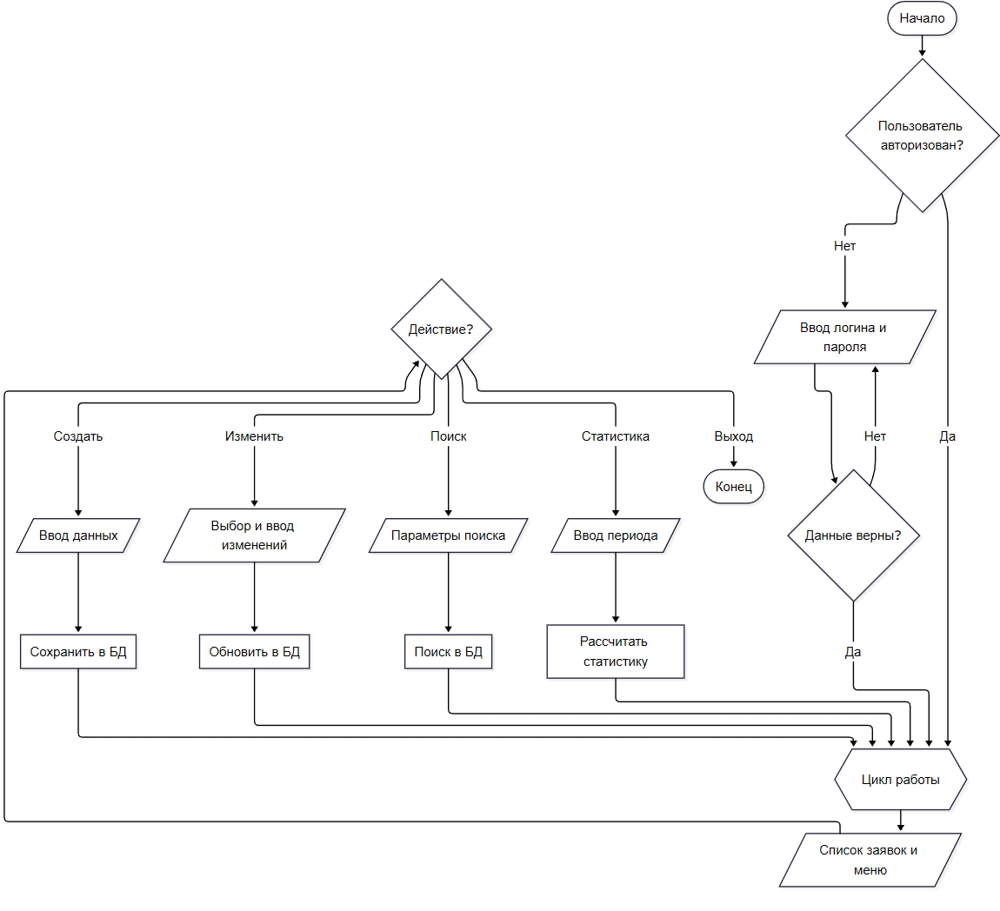 Начало
Пользователь
авторизован?
Нет
Ввод логина и
пароля
Действие?
Создать
Изменить
Поиск
Статистика
Выход
Нет
Да
Конец
Ввод данных
Выбор и ввод
изменений
Параметры поиска
Ввод периода
Данные верны?
Сохранить в БД
Обновить в БД
Поиск в БД
Рассчитать
статистику
Да
Цикл работы
Список заявок и
меню